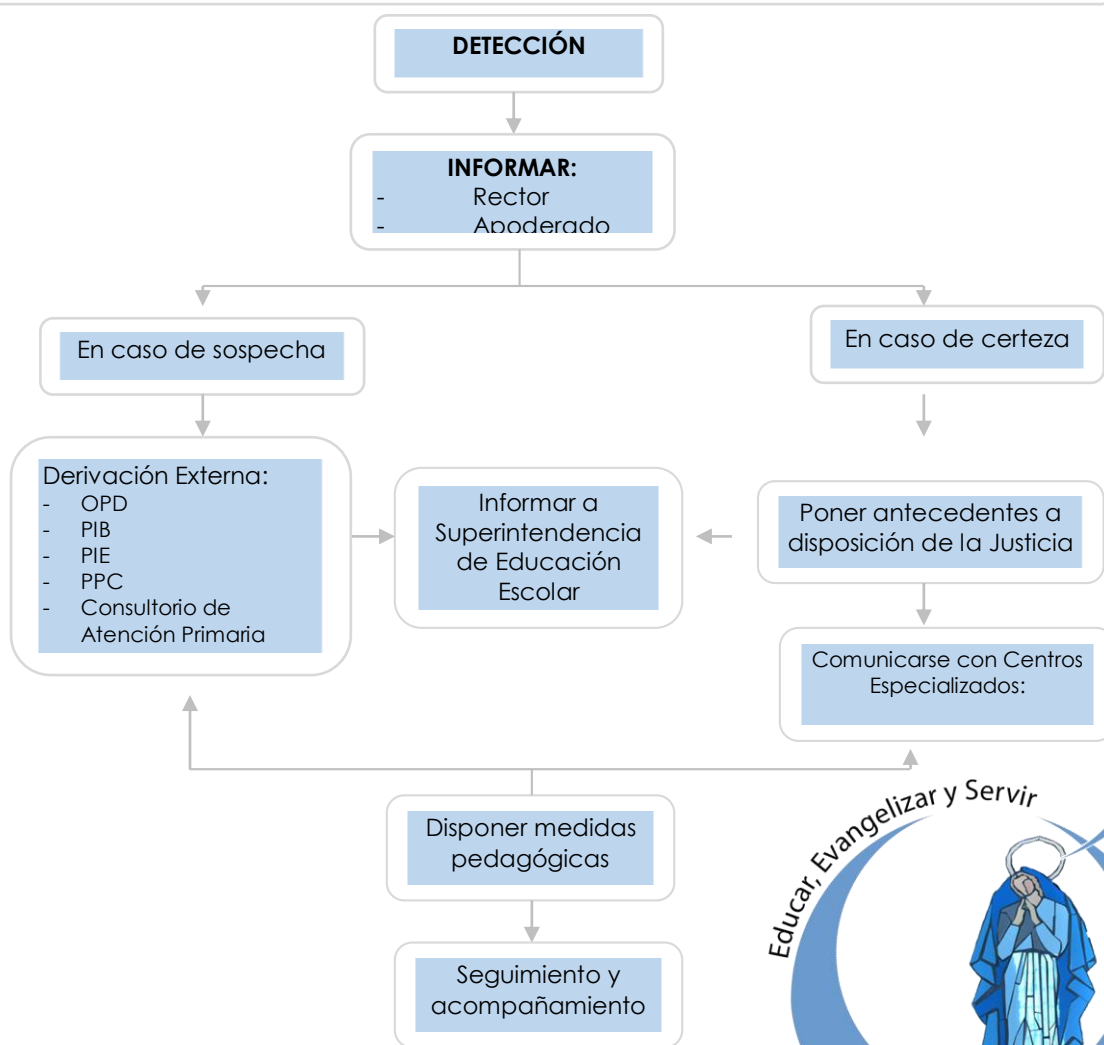 DETECCIÓN
INFORMAR:
- Rector
- Apoderado
En caso de sospecha
En caso de certeza
Derivación Externa:
- OPD
- PIB
- PIE
- PPC
- Consultorio de
Atención Primaria
Informar a
Superintendencia
de Educación
Escolar
Poner antecedentes a
disposición de la Justicia
Comunicarse con Centros
Especializados:
Disponer medidas
pedagógicas
Seguimiento y
acompañamiento
Educar, Evangelizar y Servir